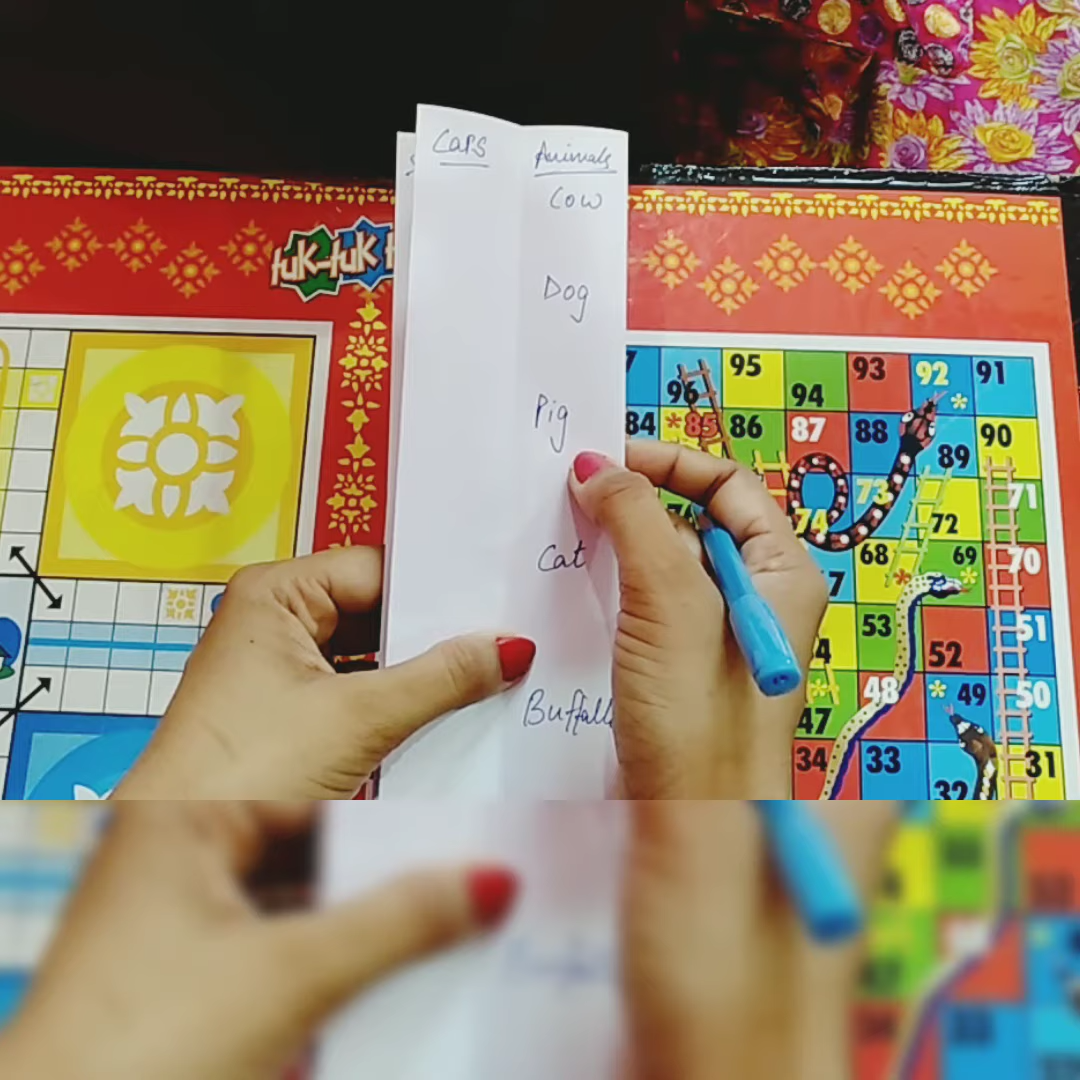 Caps Animals
Cow
Dog
Pig
Cat
Buffall
tuk-tuk
95 93 92 91
96 94
84 *85 86 87 88 90
89
73 71
74 72
68 69 70
53 51
52
48 49 50
47
34 33 31
32